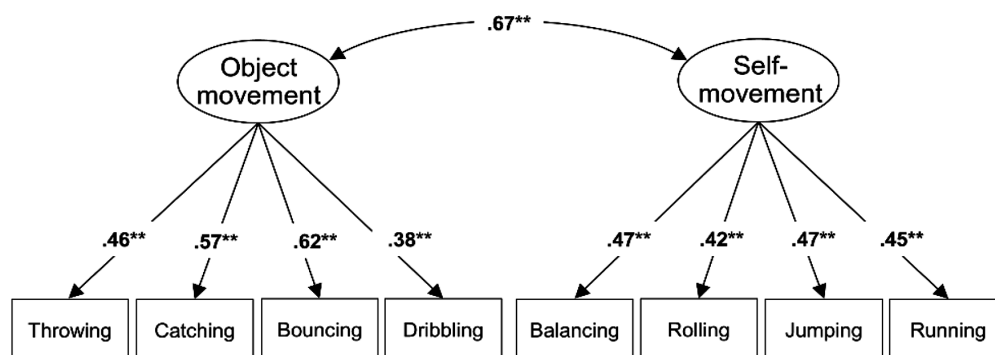 .67**
Object
movement
Self-
movement
.46** .57** .62** .38** .47** .42** .47** .45**
Throwing Catching Bouncing Dribbling Balancing Rolling Jumping Running